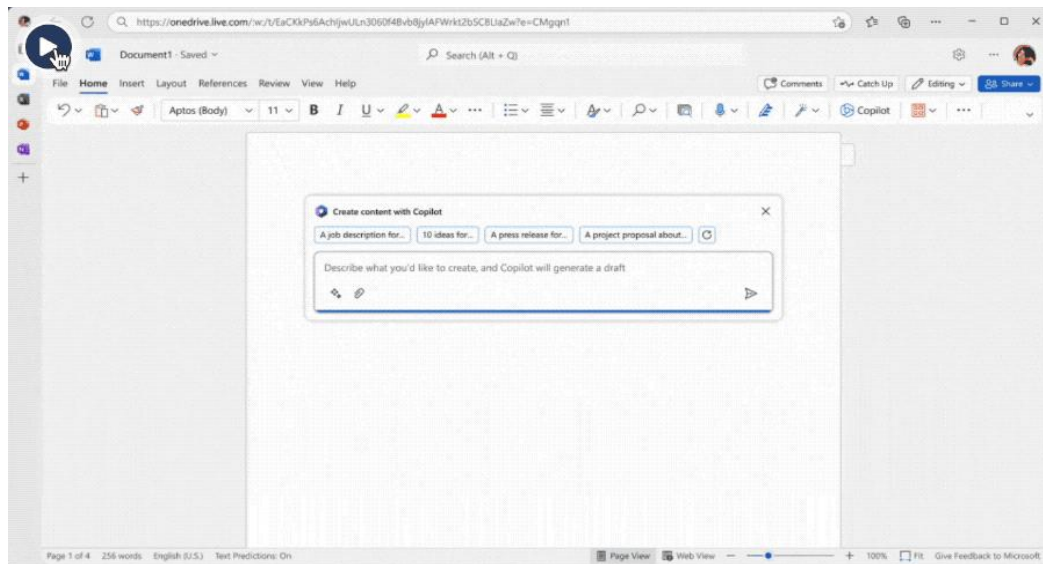 https://onedrive.live.com/:w:/t/EaCKkPs6AchIjwULn3060f4Bvb8jylAFWrkt2bSC8LIaZw?e=CMgqn1
Document1 - Saved
Search (Alt + Q)
File Home Insert Layout References Review View Help
Comments Catch Up Editing Share
Aptos (Body) 11 B I U A Copilot
Create content with Copilot
A job description for... 10 ideas for... A press release for... A project proposal about...
Describe what you'd like to create, and Copilot will generate a draft
Page 1 of 4 256 words English (U.S.) Text Predictions: On Page View Web View 100% Fit Give Feedback to Microsoft